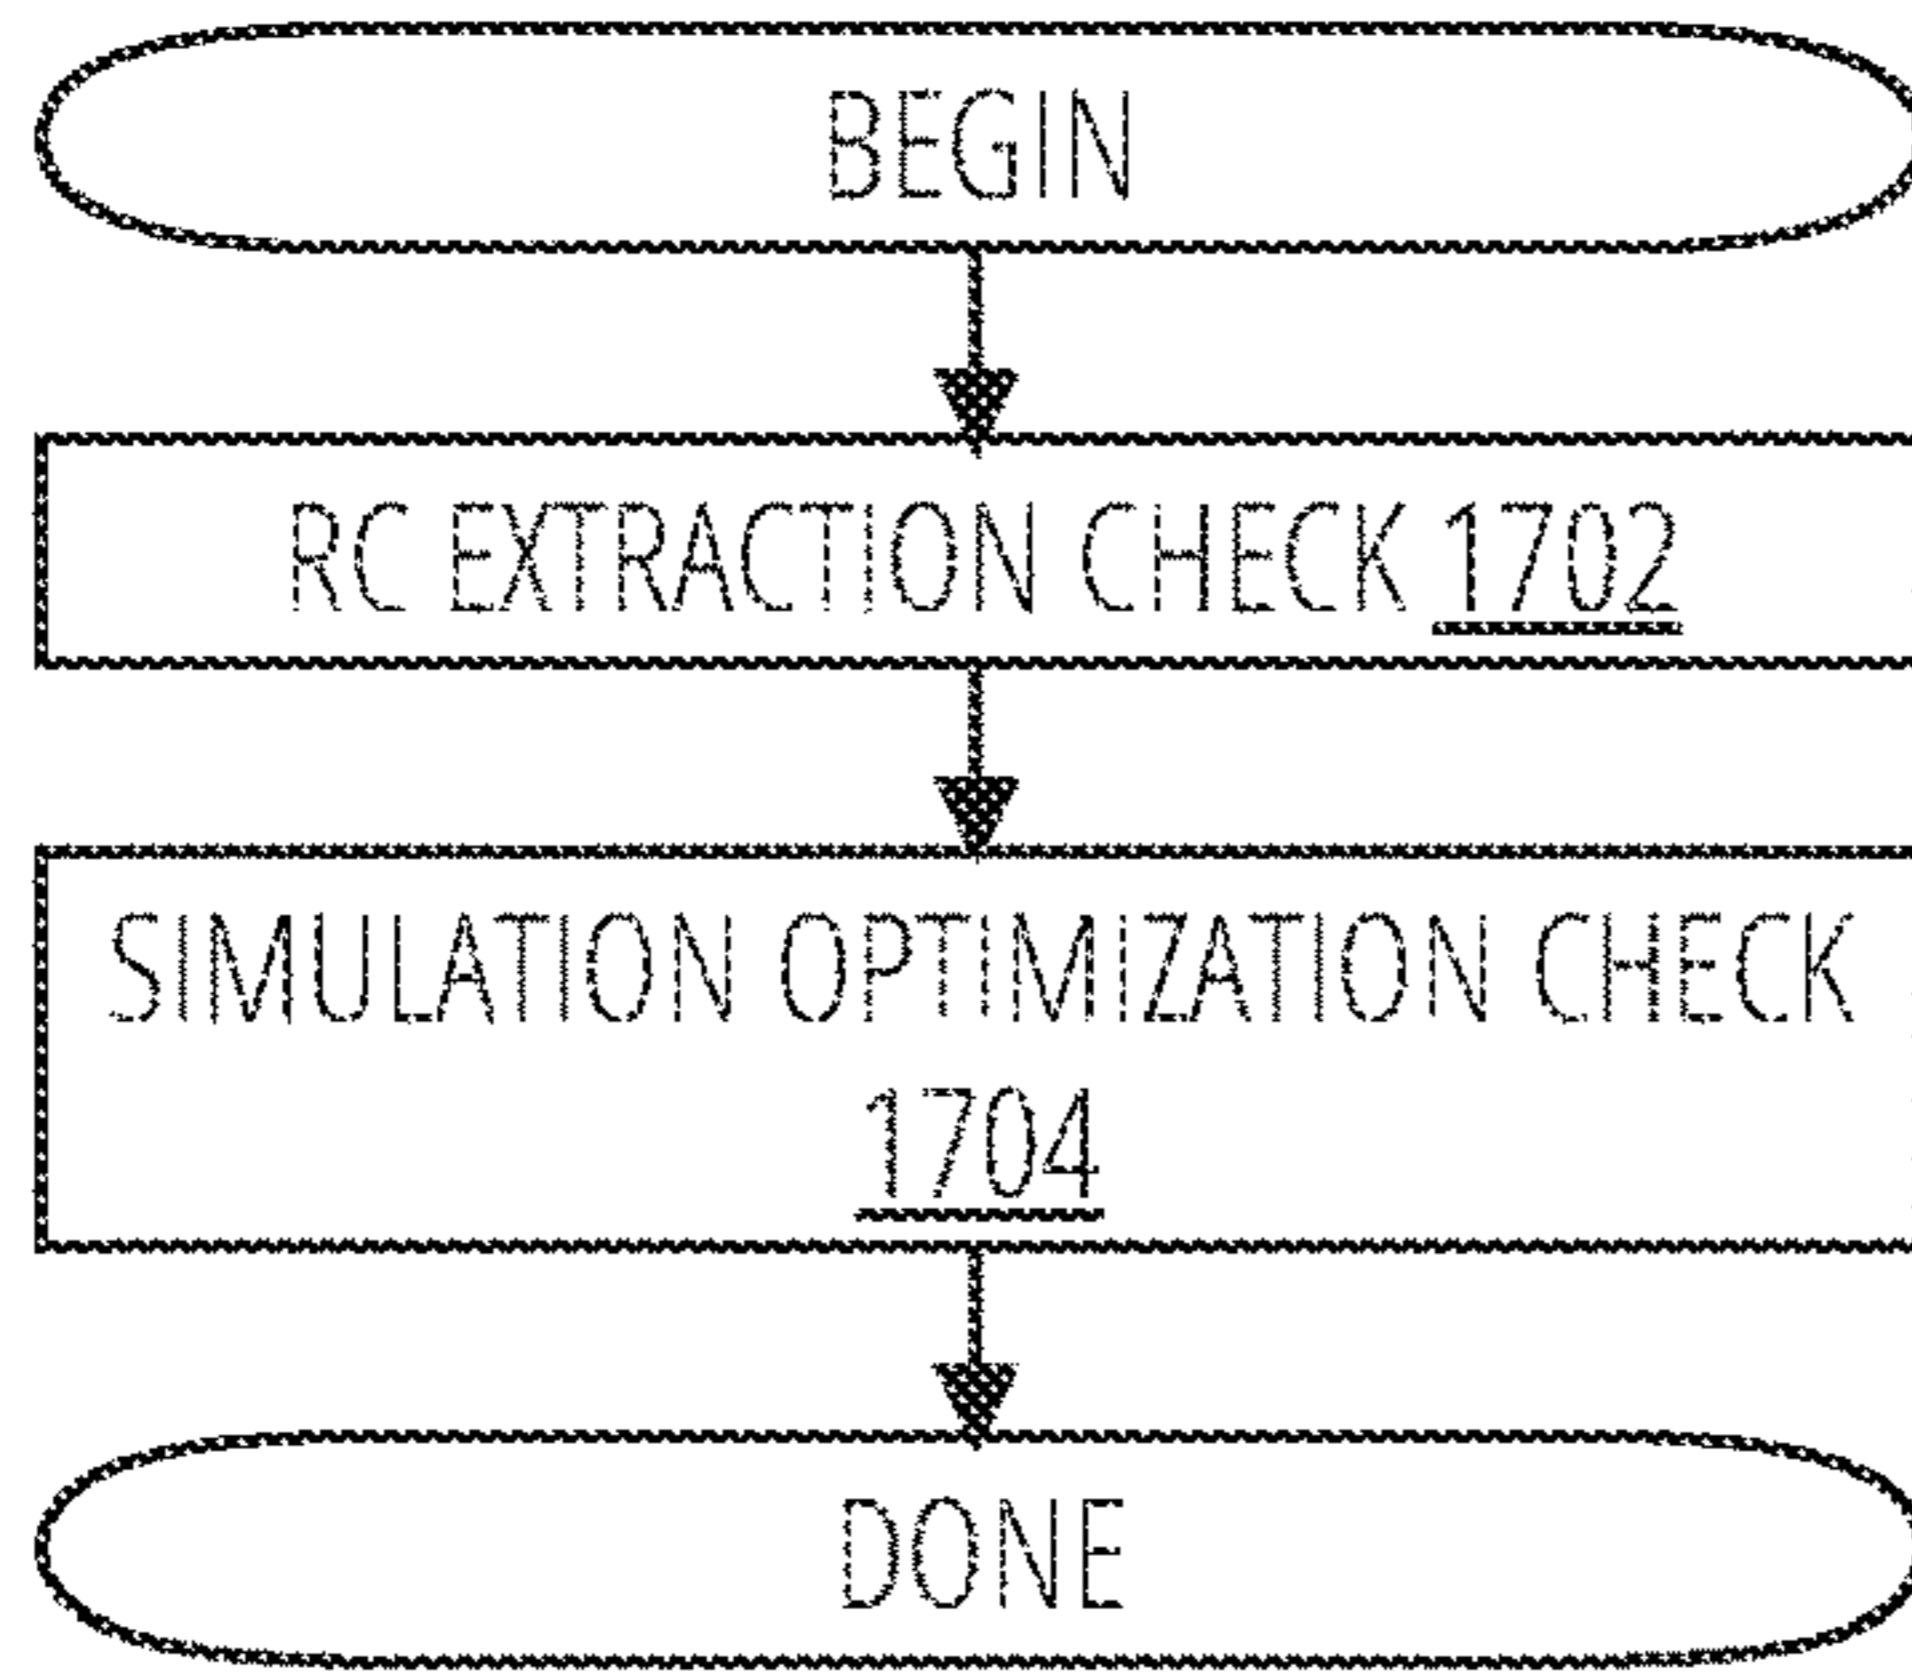 BEGIN
RC EXTRACTION CHECK 1702
SIMULATION OPTIMIZATION CHECK
1704
DONE